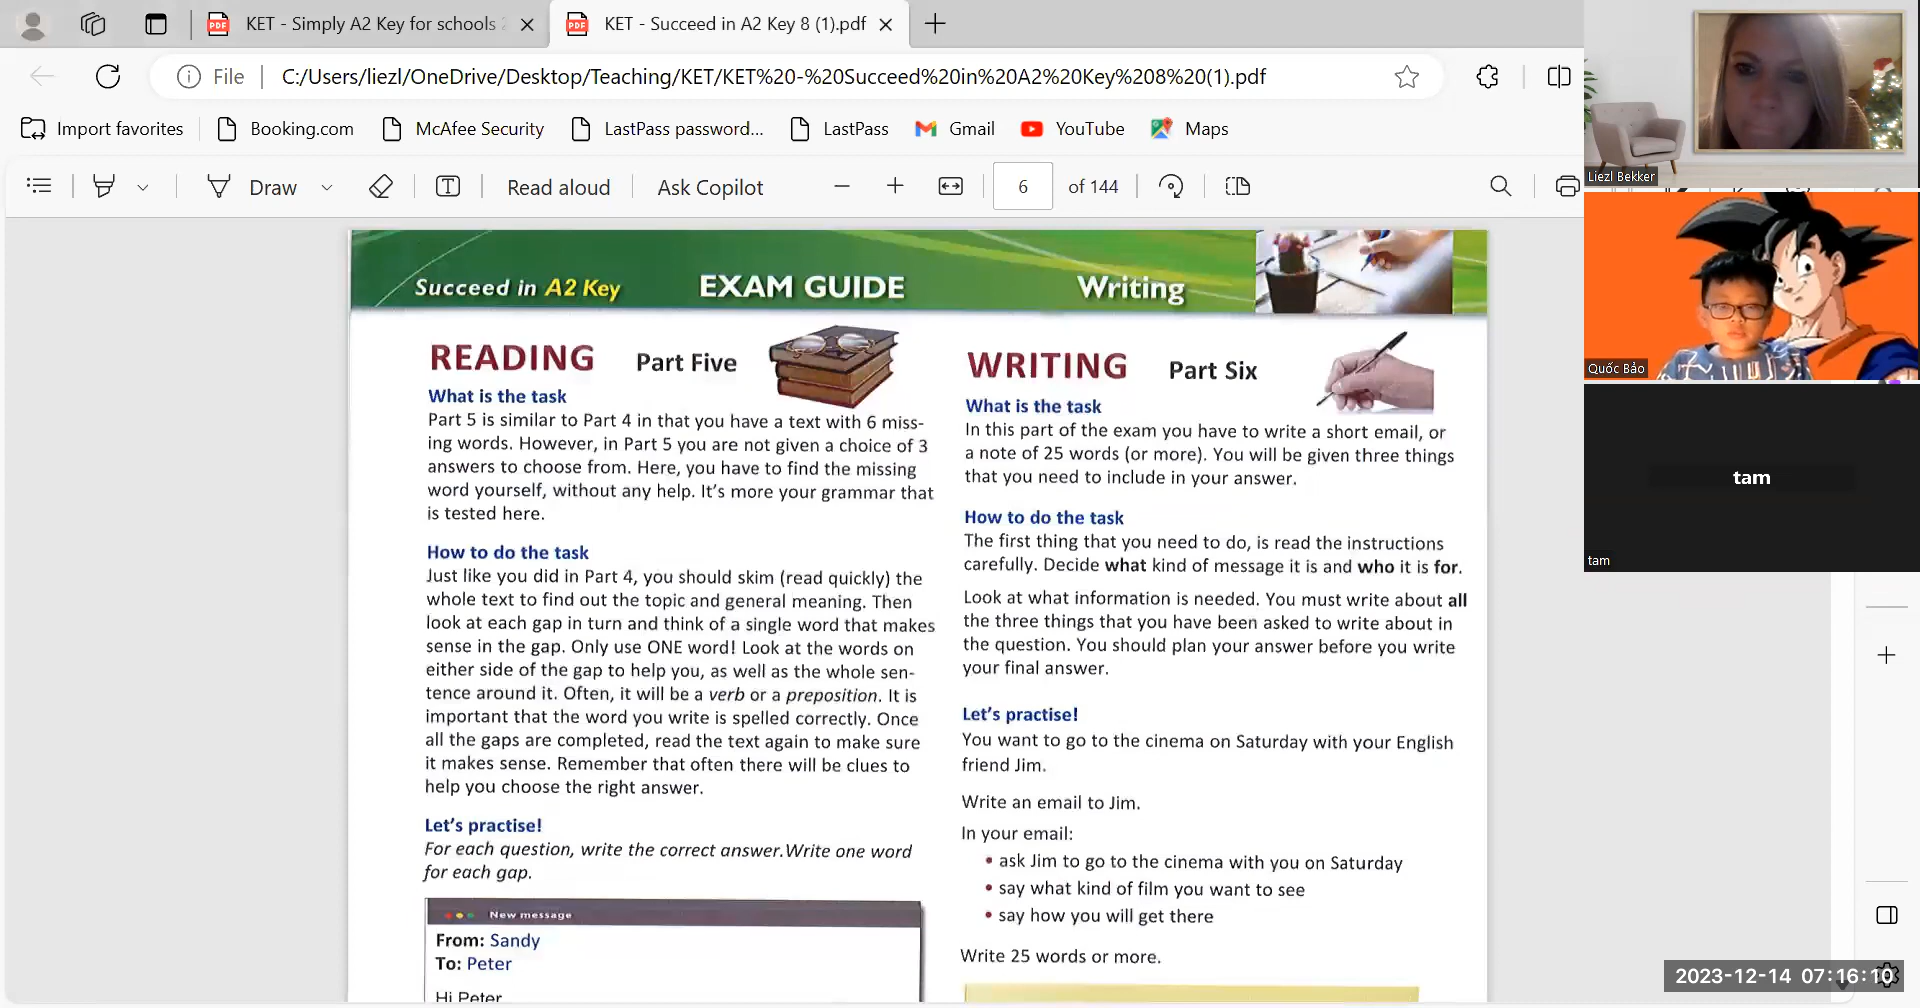 KET - Simply A2 Key for schools
KET - Succeed in A2 Key 8 (1).pdf
File
C:/Users/liezl/OneDrive/Desktop/Teaching/KET/KET%20-%20Succeed%20in%20A2%20Key%208%20(1).pdf
Import favorites
Booking.com
McAfee Security
LastPass password...
LastPass
Gmail
YouTube
Maps
Draw
Read aloud
Ask Copilot
6
of 144
Succeed in A2 Key
EXAM GUIDE
Writing
READING
Part Five
What is the task
Part 5 is similar to Part 4 in that you have a text with 6 miss-
ing words. However, in Part 5 you are not given a choice of 3
answers to choose from. Here, you have to find the missing
word yourself, without any help. It's more your grammar that
is tested here.
How to do the task
Just like you did in Part 4, you should skim (read quickly) the
whole text to find out the topic and general meaning. Then
look at each gap in turn and think of a single word that makes
sense in the gap. Only use ONE word! Look at the words on
either side of the gap to help you, as well as the whole sen-
tence around it. Often, it will be a verb or a preposition. It is
important that the word you write is spelled correctly. Once
all the gaps are completed, read the text again to make sure
it makes sense. Remember that often there will be clues to
help you choose the right answer.
Let's practise!
For each question, write the correct answer.Write one word
for each gap.
New message
From: Sandy
To: Peter
Hi Peter
WRITING
Part Six
What is the task
In this part of the exam you have to write a short email, or
a note of 25 words (or more). You will be given three things
that you need to include in your answer.
How to do the task
The first thing that you need to do, is read the instructions
carefully. Decide what kind of message it is and who it is for.
Look at what information is needed. You must write about all
the three things that you have been asked to write about in
the question. You should plan your answer before you write
your final answer.
Let's practise!
You want to go to the cinema on Saturday with your English
friend Jim.
Write an email to Jim.
In your email:
• ask Jim to go to the cinema with you on Saturday
• say what kind of film you want to see
• say how you will get there
Write 25 words or more.
Liezl Bekker
Quốc Bảo
tam
tam
2023-12-14 07:16:10